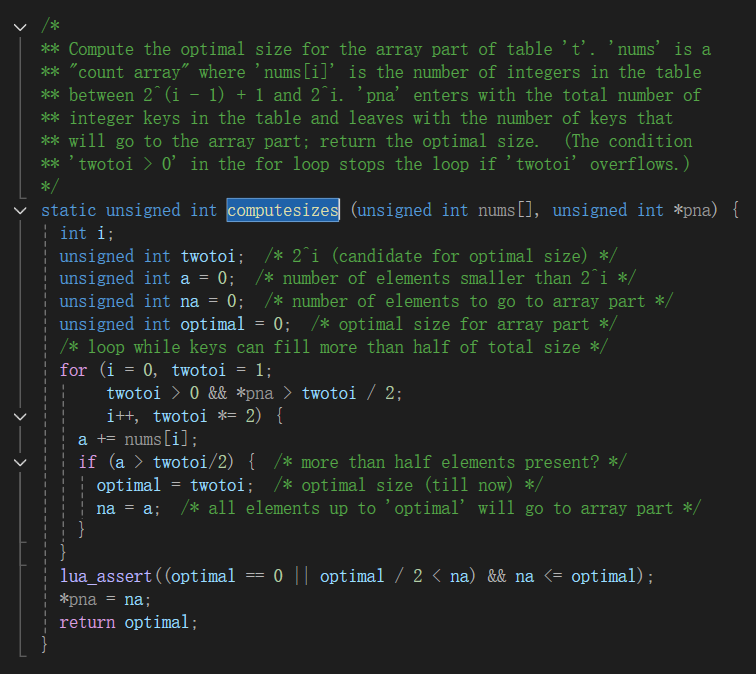 /*
** Compute the optimal size for the array part of table 't'. 'nums' is a
** "count array" where 'nums[i]' is the number of integers in the table
** between 2^(i - 1) + 1 and 2^i. 'pna' enters with the total number of
** integer keys in the table and leaves with the number of keys that
** will go to the array part; return the optimal size.  (The condition
** 'twotoi > 0' in the for loop stops the loop if 'twotoi' overflows.)
*/
static unsigned int computesizes (unsigned int nums[], unsigned int *pna) {
  int i;
  unsigned int twotoi;  /* 2^i (candidate for optimal size) */
  unsigned int a = 0;  /* number of elements smaller than 2^i */
  unsigned int na = 0;  /* number of elements to go to array part */
  unsigned int optimal = 0;  /* optimal size for array part */
  /* loop while keys can fill more than half of total size */
  for (i = 0, twotoi = 1;
       twotoi > 0 && *pna > twotoi / 2;
       i++, twotoi *= 2) {
    a += nums[i];
    if (a > twotoi/2) {  /* more than half elements present? */
      optimal = twotoi;  /* optimal size (till now) */
      na = a;  /* all elements up to 'optimal' will go to array part */
    }
  }
  lua_assert((optimal == 0 || optimal / 2 < na) && na <= optimal);
  *pna = na;
  return optimal;
}